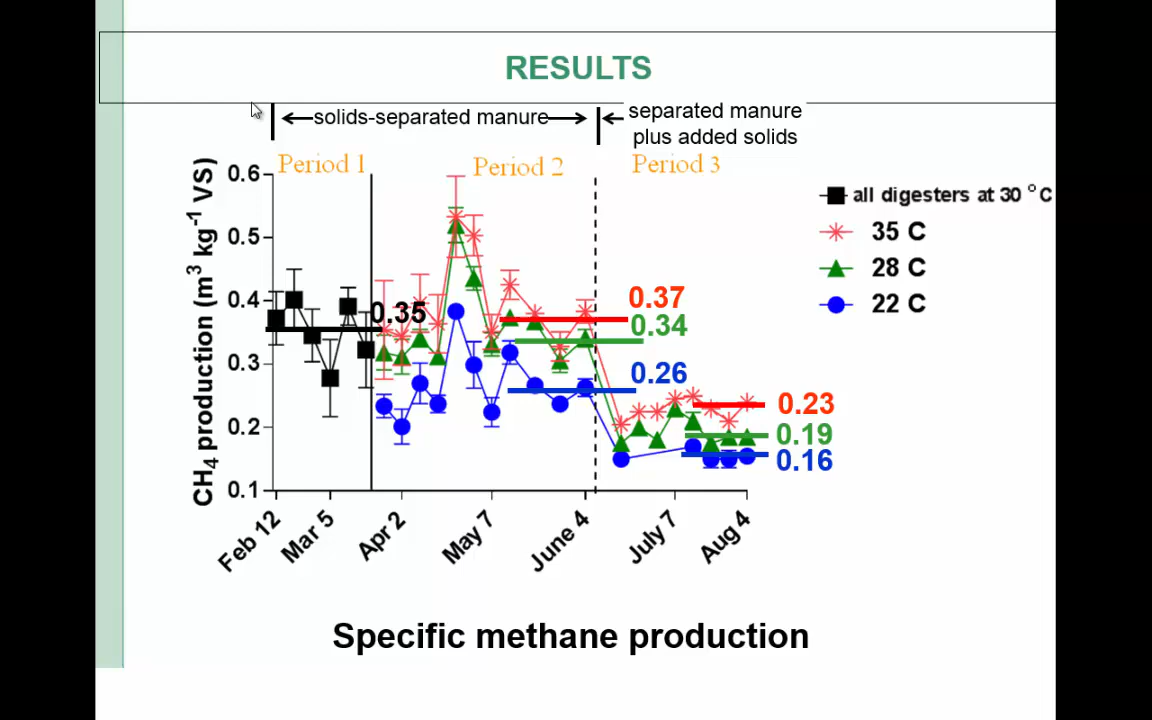 RESULTS
solids-separated manure
separated manure
plus added solids
Period 1
Period 2
Period 3
CH4 production (m3 kg-1 VS)
0.6
0.5
0.4
0.3
0.2
0.1
0.35
0.37
0.34
0.26
0.23
0.19
0.16
all digesters at 30 °C
35 C
28 C
22 C
Feb 12
Mar 5
Apr 2
May 7
June 4
July 7
Aug 4
Specific methane production